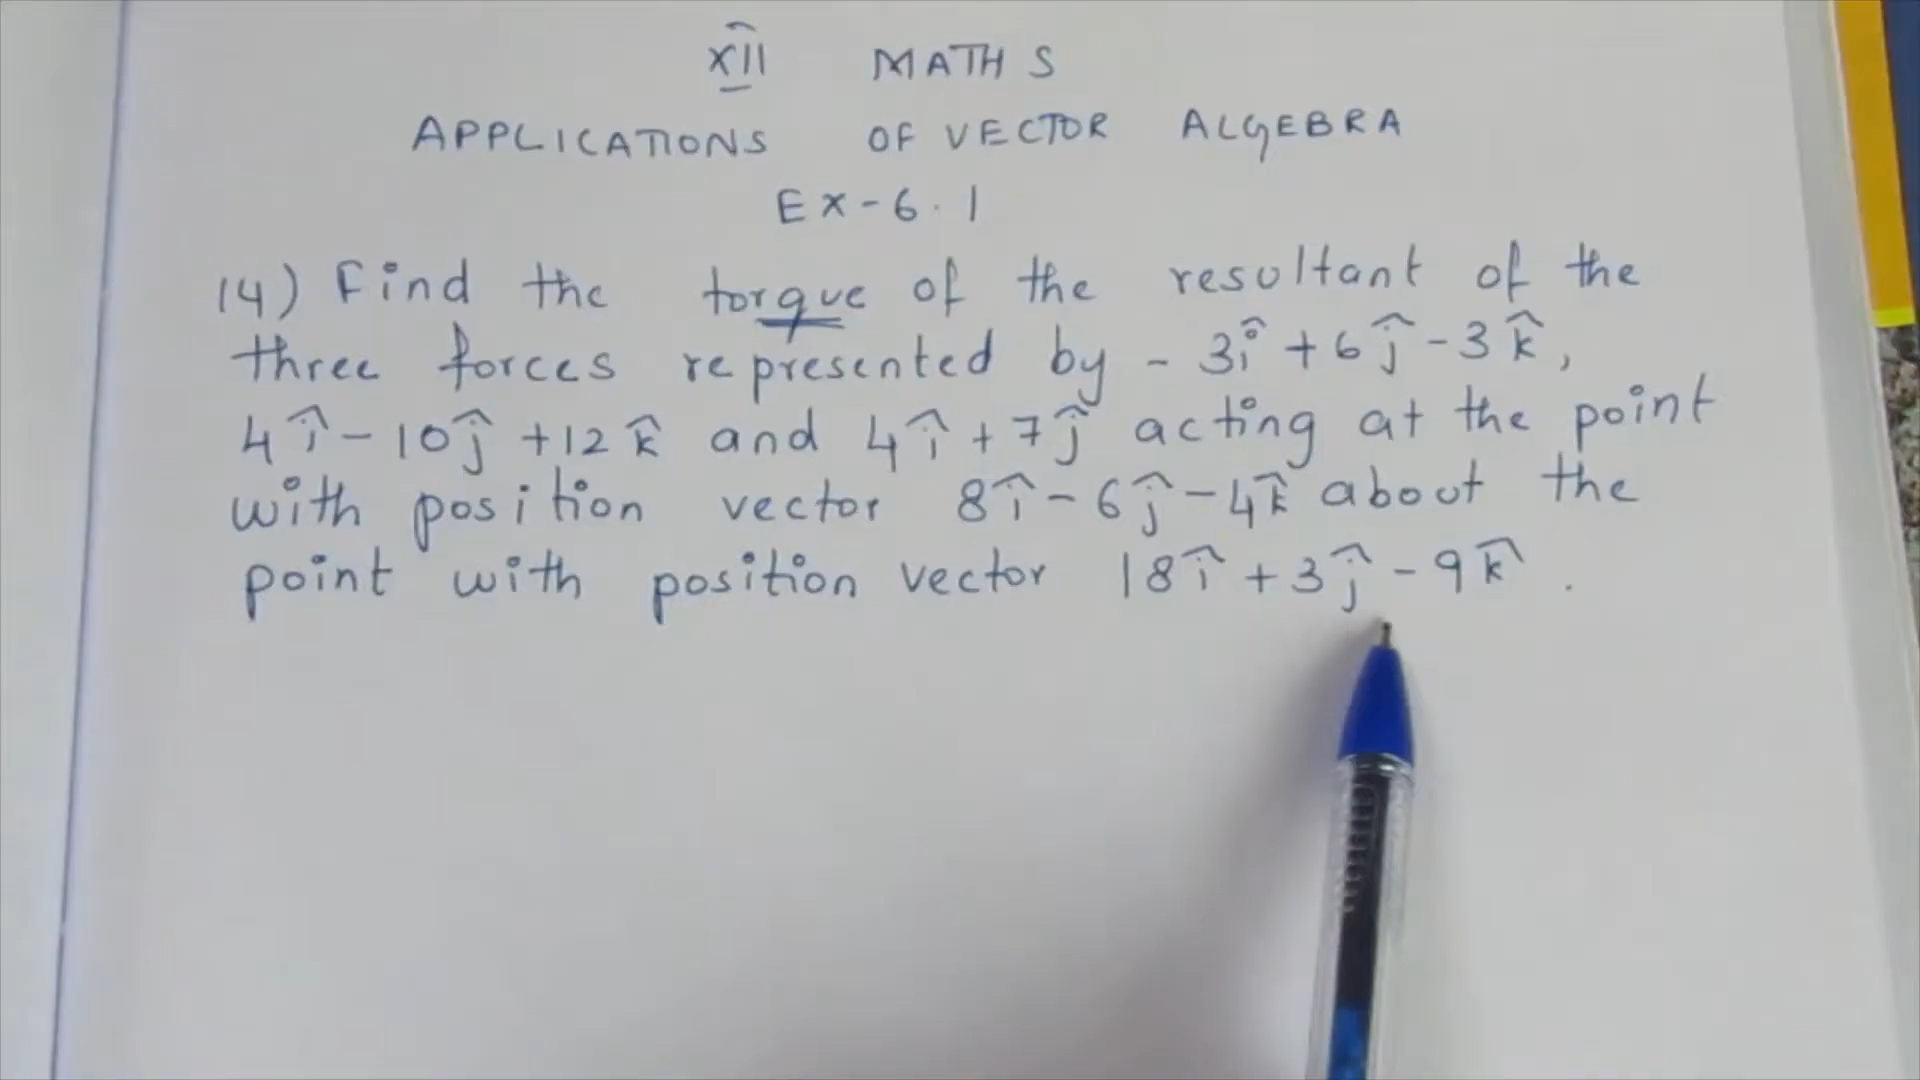 XII MATHS
APPLICATIONS OF VECTOR ALGEBRA
Ex-6.1
14) Find the torque of the resultant of the
three forces represented by -3î+6ĵ-3k̂,
4î-10ĵ+12k̂ and 4î+7ĵ acting at the point
with position vector 8î-6ĵ-4k̂ about the
point with position vector 18î+3ĵ-9k̂.